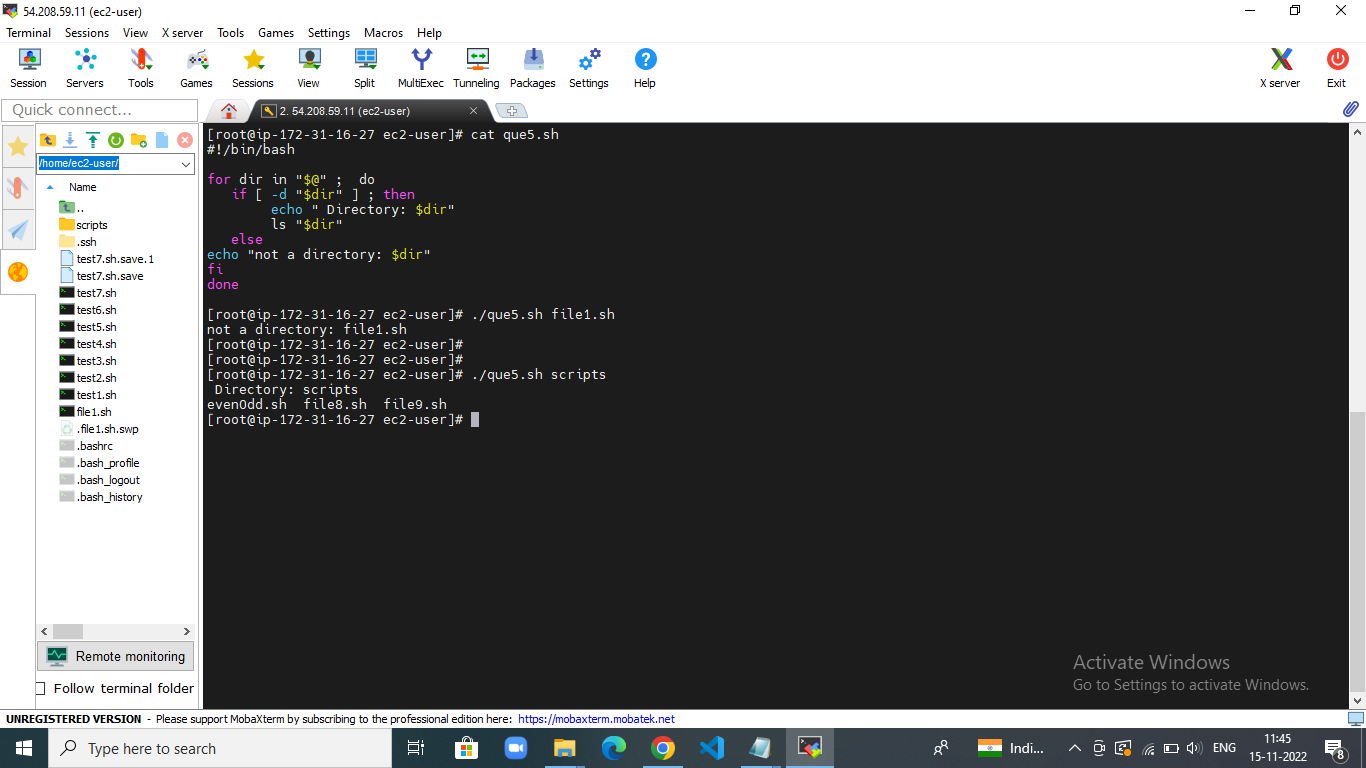 54.208.59.11 (ec2-user)
Terminal Sessions View X server Tools Games Settings Macros Help
Session Servers Tools Games Sessions View Split MultiExec Tunneling Packages Settings Help X server Exit
Quick connect...
2. 54.208.59.11 (ec2-user)
/home/ec2-user/
Name
..
scripts
.ssh
test7.sh.save.1
test7.sh.save
test7.sh
test6.sh
test5.sh
test4.sh
test3.sh
test2.sh
test1.sh
file1.sh
.file1.sh.swp
.bashrc
.bash_profile
.bash_logout
.bash_history
Remote monitoring
Follow terminal folder
[root@ip-172-31-16-27 ec2-user]# cat que5.sh
#!/bin/bash
for dir in "$@" ;  do
   if [ -d "$dir" ] ; then
        echo " Directory: $dir"
        ls "$dir"
   else
echo "not a directory: $dir"
fi
done
[root@ip-172-31-16-27 ec2-user]# ./que5.sh file1.sh
not a directory: file1.sh
[root@ip-172-31-16-27 ec2-user]#
[root@ip-172-31-16-27 ec2-user]#
[root@ip-172-31-16-27 ec2-user]# ./que5.sh scripts
 Directory: scripts
evenOdd.sh  file8.sh  file9.sh
[root@ip-172-31-16-27 ec2-user]#
Activate Windows
Go to Settings to activate Windows.
UNREGISTERED VERSION - Please support MobaXterm by subscribing to the professional edition here: https://mobaxterm.mobatek.net
Type here to search
Indi...
ENG
11:45
15-11-2022
8